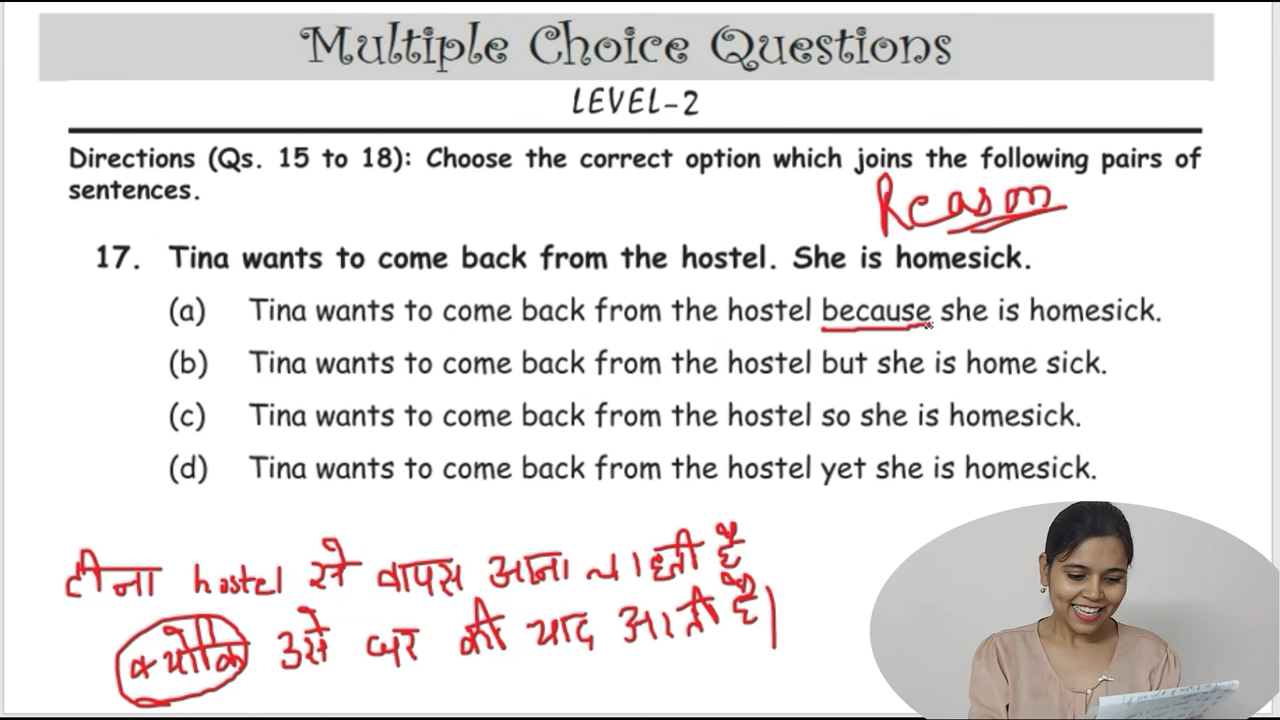 Multiple Choice Questions
LEVEL-2
Directions (Qs. 15 to 18): Choose the correct option which joins the following pairs of
sentences.
Reason
17. Tina wants to come back from the hostel. She is homesick.
(a) Tina wants to come back from the hostel because she is homesick.
(b) Tina wants to come back from the hostel but she is home sick.
(c) Tina wants to come back from the hostel so she is homesick.
(d) Tina wants to come back from the hostel yet she is homesick.
टीना hostel से वापस आना चाहती है
क्योंकि उसे घर की याद आती है।